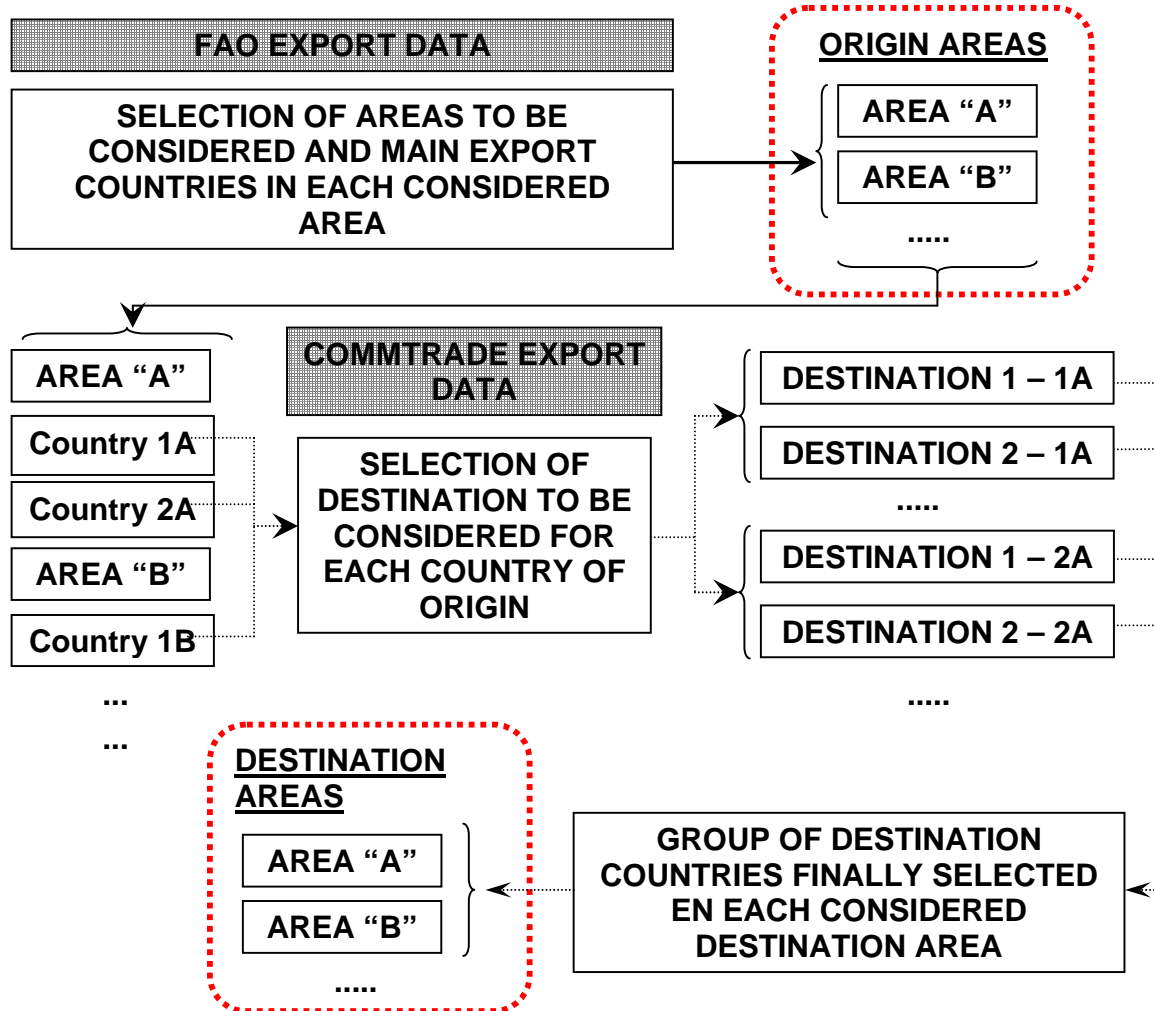 FAO EXPORT DATA
SELECTION OF AREAS TO BE
CONSIDERED AND MAIN EXPORT
COUNTRIES IN EACH CONSIDERED
AREA
ORIGIN AREAS
AREA “A”
AREA “B”
.....
AREA “A”
Country 1A
Country 2A
AREA “B”
Country 1B
...
...
COMMTRADE EXPORT
DATA
SELECTION OF
DESTINATION TO BE
CONSIDERED FOR
EACH COUNTRY OF
ORIGIN
DESTINATION 1 – 1A
DESTINATION 2 – 1A
.....
DESTINATION 1 – 2A
DESTINATION 2 – 2A
.....
GROUP OF DESTINATION
COUNTRIES FINALLY SELECTED
EN EACH CONSIDERED
DESTINATION AREA
DESTINATION
AREAS
AREA “A”
AREA “B”
.....